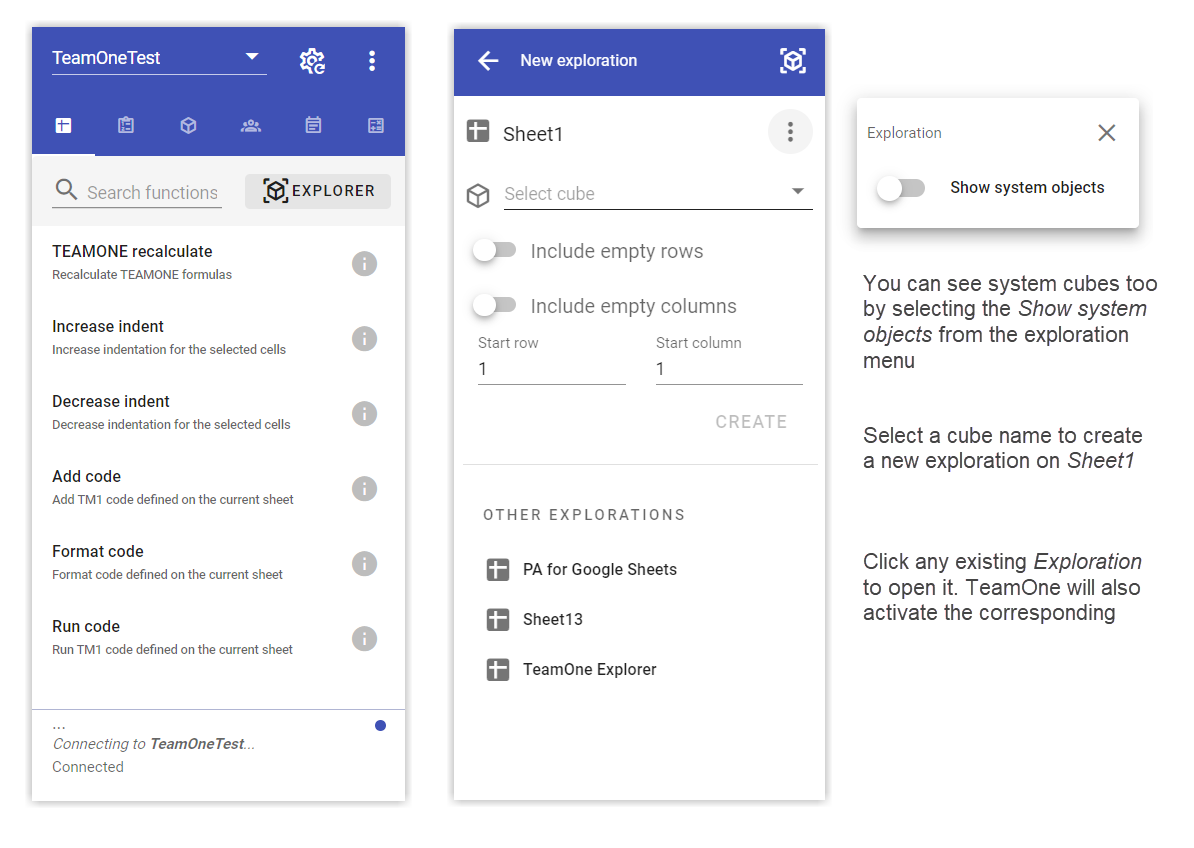 TeamOneTest
Search functions
EXPLORER
TEAMONE recalculate
Recalculate TEAMONE formulas
Increase indent
Increase indentation for the selected cells
Decrease indent
Decrease indentation for the selected cells
Add code
Add TM1 code defined on the current sheet
Format code
Format code defined on the current sheet
Run code
Run TM1 code defined on the current sheet
...
Connecting to TeamOneTest...
Connected
New exploration
Sheet1
Select cube
Include empty rows
Include empty columns
Start row
Start column
1
1
CREATE
OTHER EXPLORATIONS
PA for Google Sheets
Sheet13
TeamOne Explorer
Exploration
Show system objects
You can see system cubes too
by selecting the Show system
objects from the exploration
menu
Select a cube name to create
a new exploration on Sheet1
Click any existing Exploration
to open it. TeamOne will also
activate the corresponding